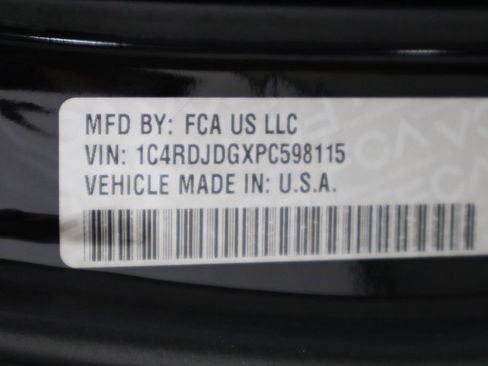 MFD BY: FCA US LLC
VIN: 1C4RDJDGXPC598115
VEHICLE MADE IN: U.S.A.